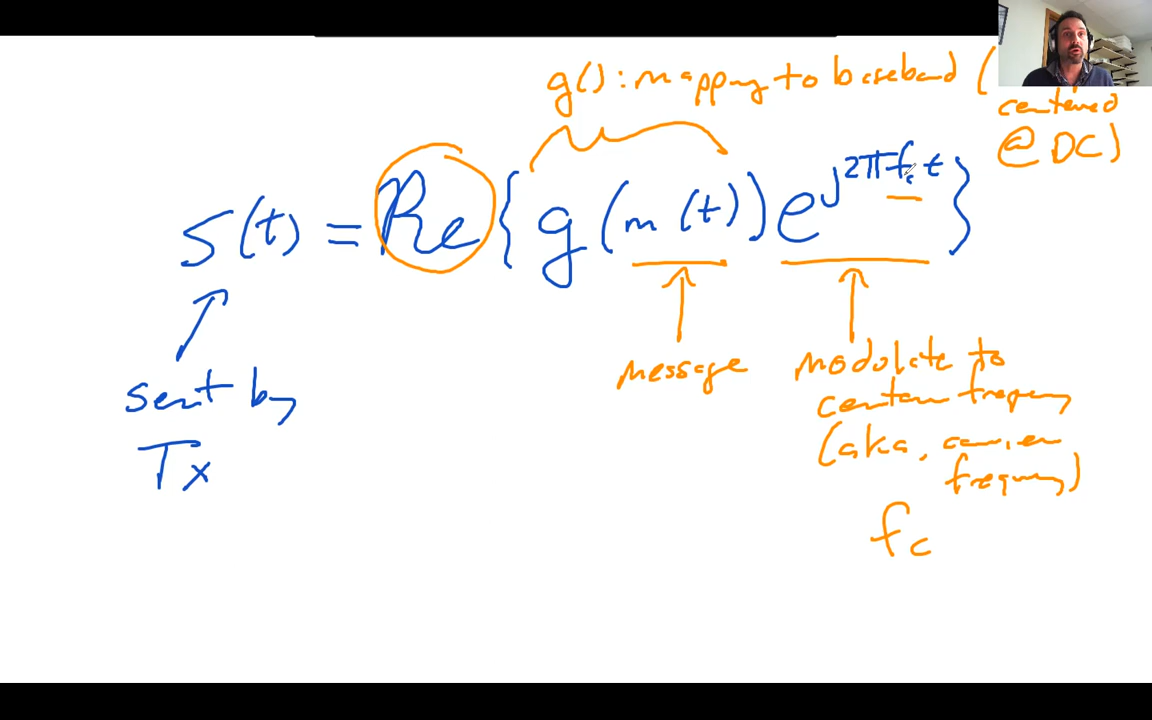 g() : mapping to baseband (
centered
@ DC)
s(t) = Re { g(m(t)) e^{j2πf_c t} }
sent by
Tx
message
modulate to
center frequency
(aka, carrier
frequency)
f_c